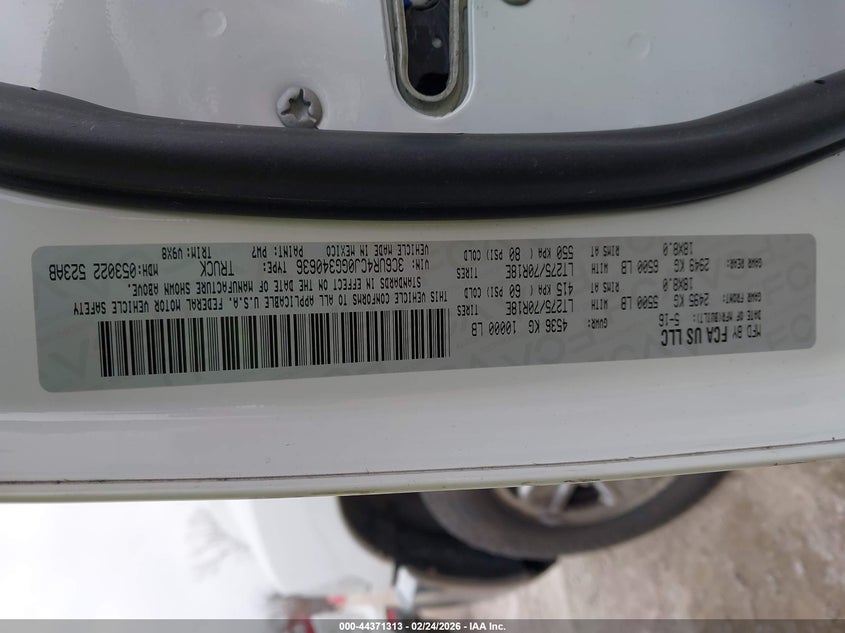 MFD BY FCA US LLC
DATE OF MFR(BUILT): 5-16 GVWR: 4536 KG 10000 LB
GAWR FRONT: 2495 KG 5500 LB WITH TIRES LT275/70R18E
18X8.0 RIMS AT 415 KPA (60 PSI) COLD
GAWR REAR: 2949 KG 6500 LB WITH TIRES LT275/70R18E
18X8.0 RIMS AT 550 KPA (80 PSI) COLD
THIS VEHICLE CONFORMS TO ALL APPLICABLE U.S.A. FEDERAL MOTOR VEHICLE SAFETY
STANDARDS IN EFFECT ON THE DATE OF MANUFACTURE SHOWN ABOVE.
VIN: 3C6UR4CJ0GG340636 TYPE: TRUCK MDH: 053022 523AB
VEHICLE MADE IN MEXICO PAINT: PW7 TRIM: V9X8
000-44371313 - 02/24/2026 - IAA Inc.